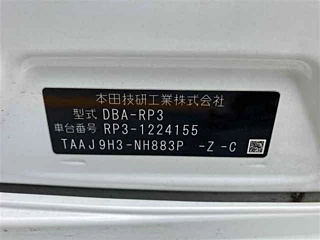 本田技研工業株式会社
型式 DBA-RP3
車台番号 RP3-1224155
TAAJ9H3-NH883P -Z -C